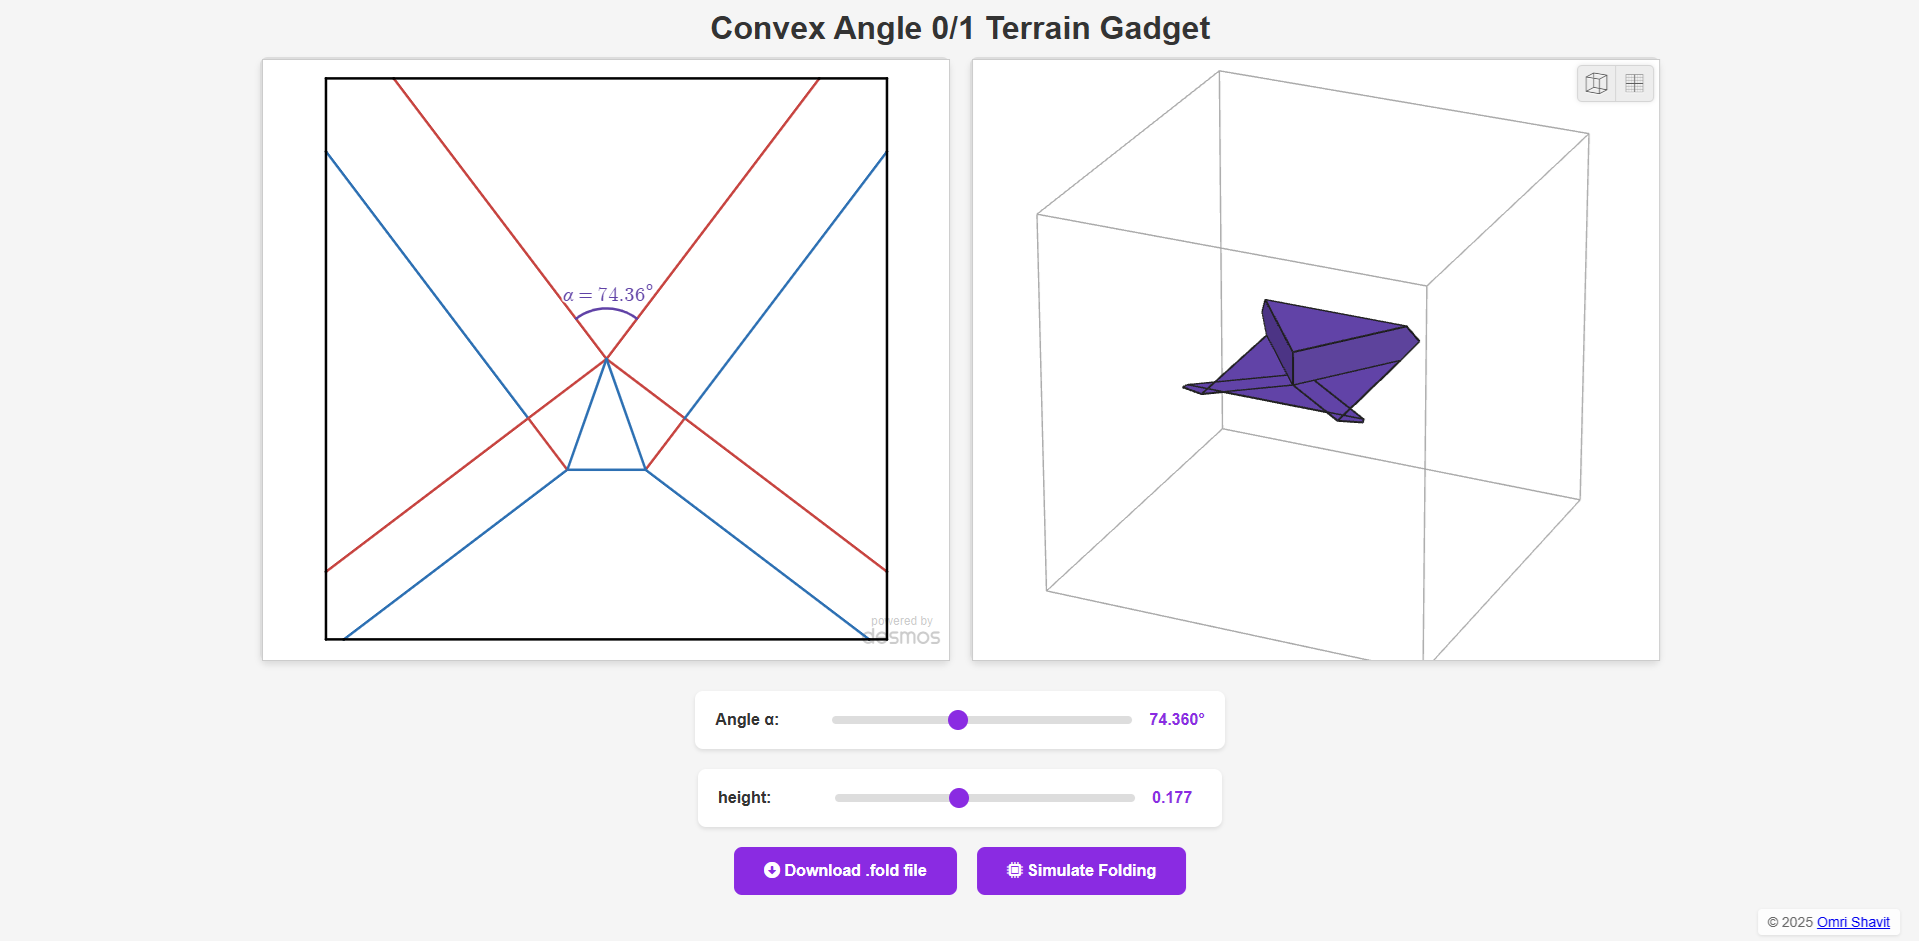 Convex Angle 0/1 Terrain Gadget
α = 74.36°
powered by
desmos
Angle α: 74.360°
height: 0.177
Download .fold file Simulate Folding
© 2025 Omri Shavit